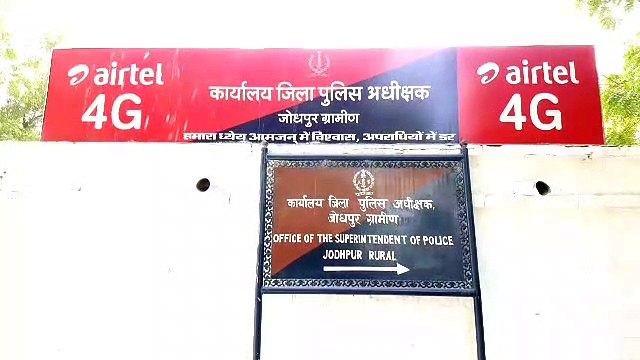 airtel
4G
कार्यालय जिला पुलिस अधीक्षक
जोधपुर ग्रामीण
हमारा ध्येय आमजन में विश्वास, अपराधियों में डर
airtel
4G
कार्यालय जिला पुलिस अधीक्षक,
जोधपुर ग्रामीण
OFFICE OF THE SUPERINTENDENT OF POLICE
JODHPUR RURAL